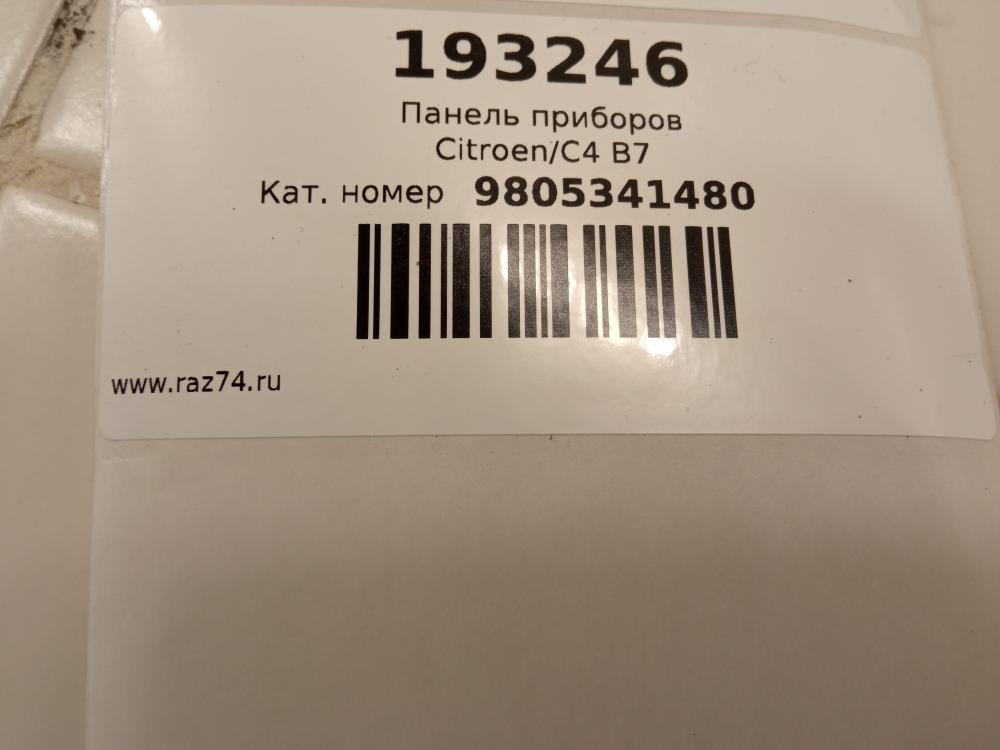 193246
Панель приборов
Citroen/C4 B7
Кат. номер 9805341480
www.raz74.ru